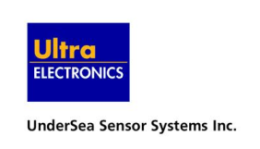 Ultra
ELECTRONICS
UnderSea Sensor Systems Inc.